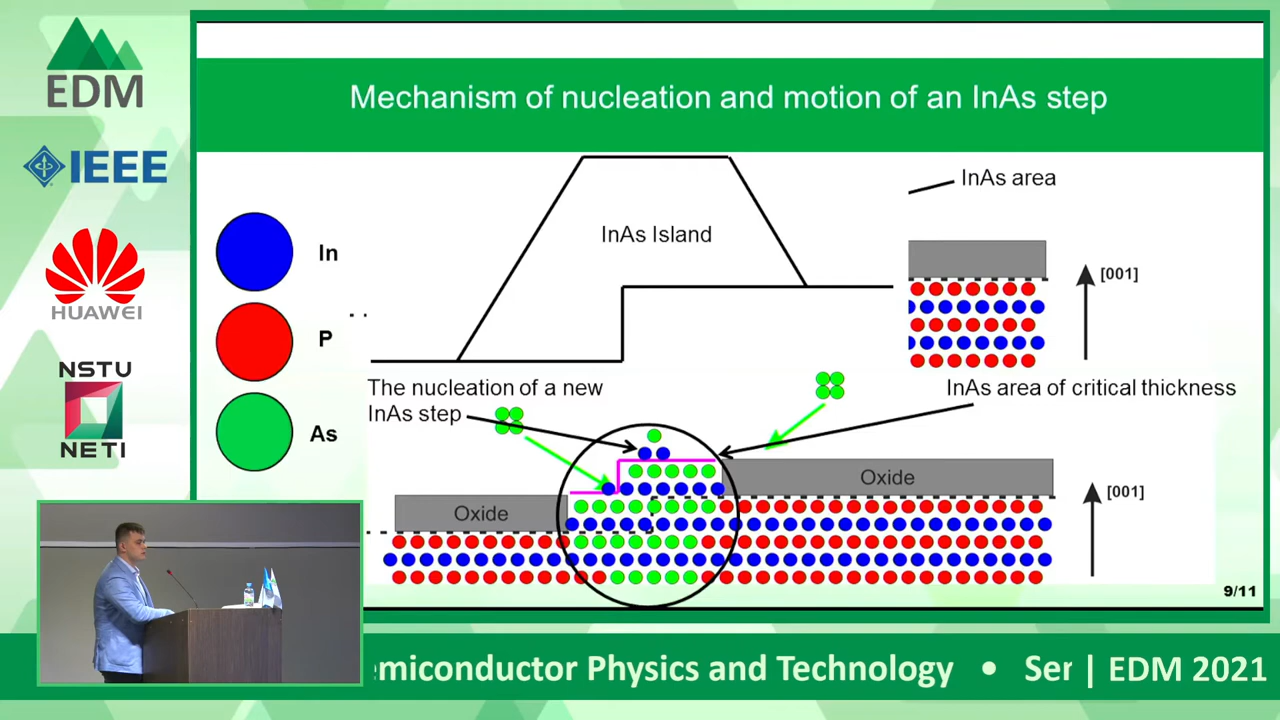 EDM
IEEE
HUAWEI
NSTU
NETI
Mechanism of nucleation and motion of an InAs step
In
P
As
InAs Island
InAs area
[001]
The nucleation of a new
InAs step
InAs area of critical thickness
Oxide
Oxide
[001]
9/11
emiconductor Physics and Technology • Ser | EDM 2021